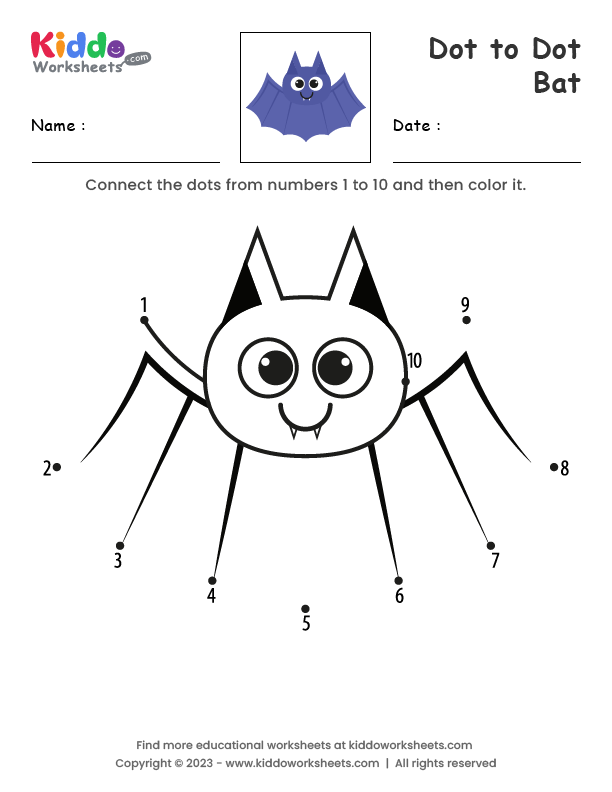 Kiddo
Worksheets .com
Dot to Dot
Bat
Name :
Date :
Connect the dots from numbers 1 to 10 and then color it.
1
9
10
2
8
3
7
4
6
5
Find more educational worksheets at kiddoworksheets.com
Copyright © 2023 - www.kiddoworksheets.com | All rights reserved